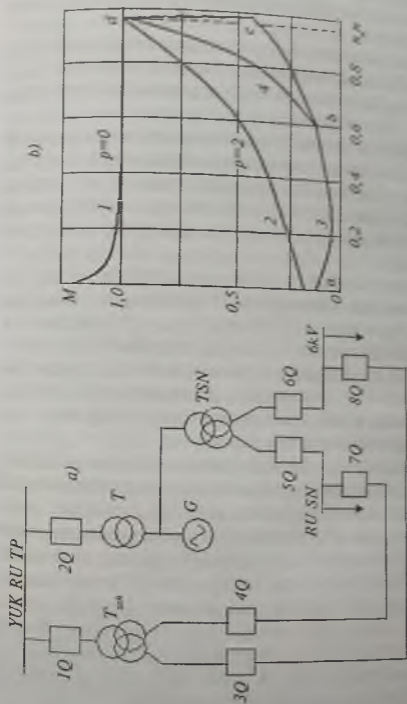 a)
YUK RU TP
1Q
2Q
T
TSN
G
3Q
4Q
5Q
6Q
RU SN
6kV
7Q
8Q
b)
M
1,0
0,5
0
p=0
p=2
1
2
3
4
a
b
c
d
0,2
0,4
0,6
0,8